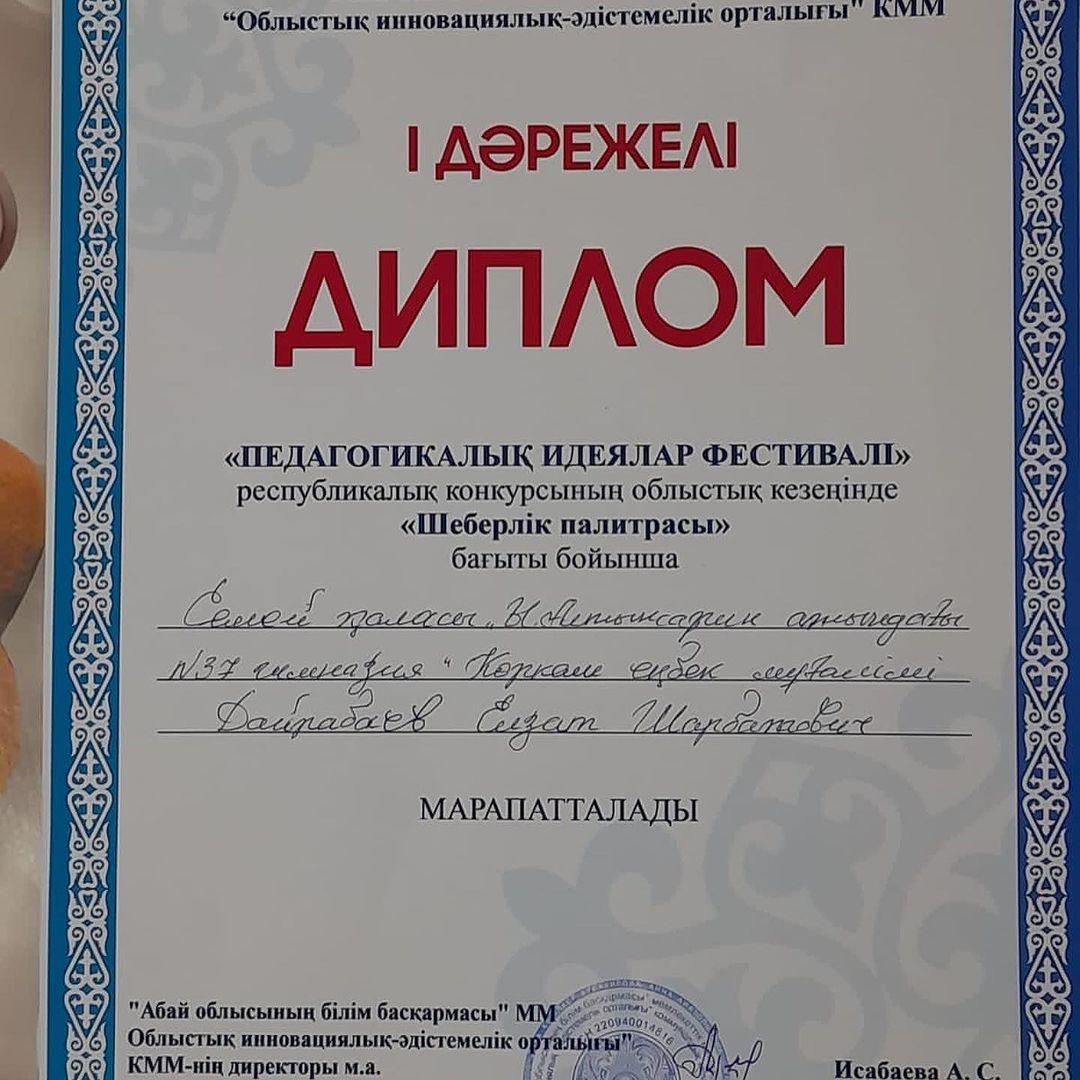 “Облыстық инновациялық-әдістемелік орталығы" КММ
І ДӘРЕЖЕЛІ
ДИПЛОМ
«ПЕДАГОГИКАЛЫҚ ИДЕЯЛАР ФЕСТИВАЛІ»
республикалық конкурсының облыстық кезеңінде
«Шеберлік палитрасы»
бағыты бойынша
Семей қаласы „Ы.Алтынсарин атындағы
N37 гимназия" Көркем еңбек мұғалімі
Дайрабаев Елзат Шарбатович
МАРАПАТТАЛАДЫ
"Абай облысының білім басқармасы" ММ
Облыстық инновациялық-әдістемелік орталығы"
КММ-нің директоры м.а.
Исабаева А. С.